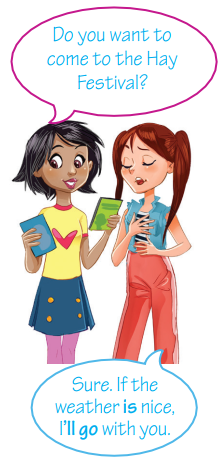 Do you want to
come to the Hay
Festival?
Sure. If the
weather is nice,
I'll go with you.